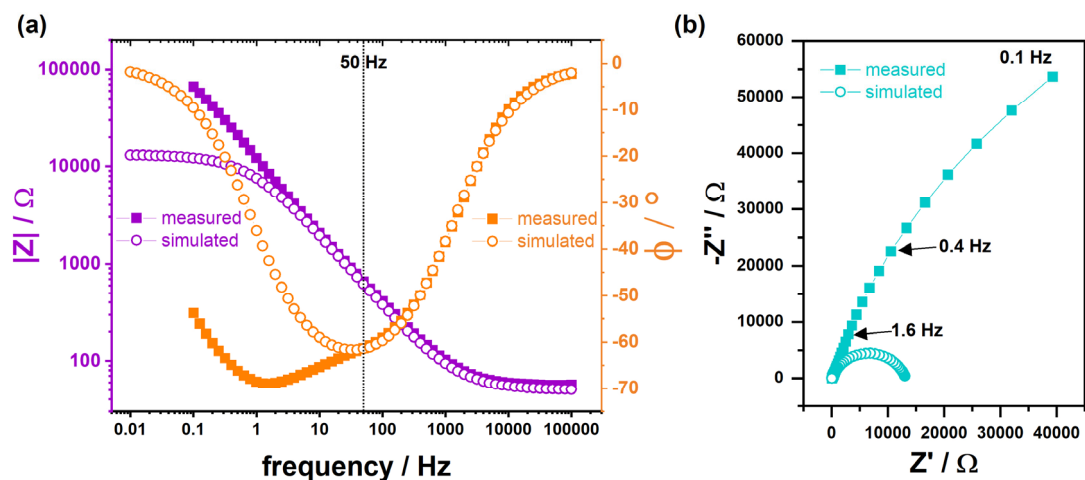 (a)
50 Hz
100000
10000
1000
100
|Z| / Ω
measured
simulated
measured
simulated
0
-10
-20
-30
-40
-50
-60
-70
ϕ / °
0.01 0.1 1 10 100 1000 10000 100000
frequency / Hz
(b)
60000
50000
40000
30000
20000
10000
0
-Z'' / Ω
measured
simulated
0.1 Hz
0.4 Hz
1.6 Hz
0 10000 20000 30000 40000
Z' / Ω